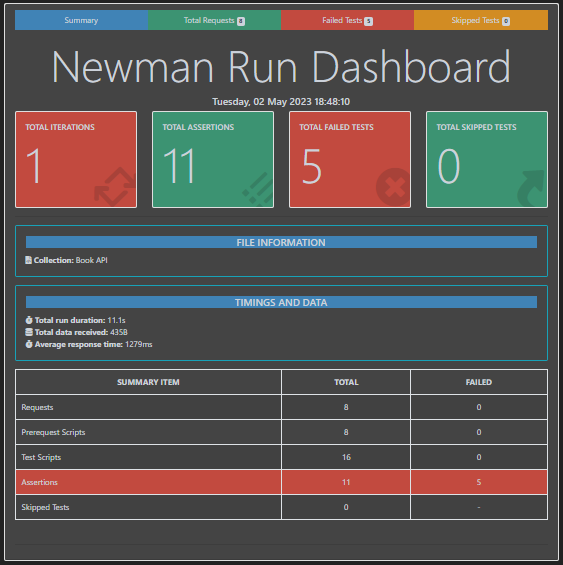 Summary
Total Requests 8
Failed Tests 5
Skipped Tests 0
Newman Run Dashboard
Tuesday, 02 May 2023 18:48:10
TOTAL ITERATIONS
1
TOTAL ASSERTIONS
11
TOTAL FAILED TESTS
5
TOTAL SKIPPED TESTS
0
FILE INFORMATION
Collection: Book API
TIMINGS AND DATA
Total run duration: 11.1s
Total data received: 435B
Average response time: 1279ms
SUMMARY ITEM TOTAL FAILED
Requests 8 0
Prerequest Scripts 8 0
Test Scripts 16 0
Assertions 11 5
Skipped Tests 0 -